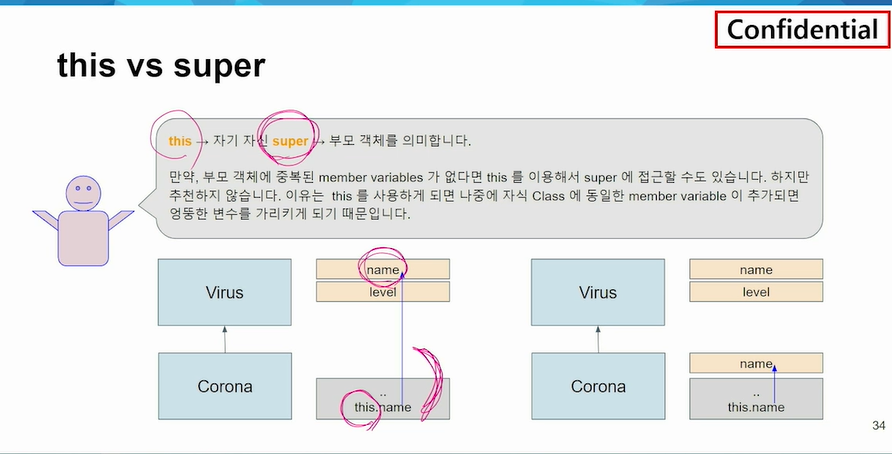 Confidential
this vs super
this → 자기 자신 super → 부모 객체를 의미합니다.
만약, 부모 객체에 중복된 member variables 가 없다면 this 를 이용해서 super 에 접근할 수도 있습니다. 하지만
추천하지 않습니다. 이유는 this 를 사용하게 되면 나중에 자식 Class 에 동일한 member variable 이 추가되면
엉뚱한 변수를 가리키게 되기 때문입니다.
Virus
name
level
Corona
..
this.name
Virus
name
level
Corona
name
..
this.name
34